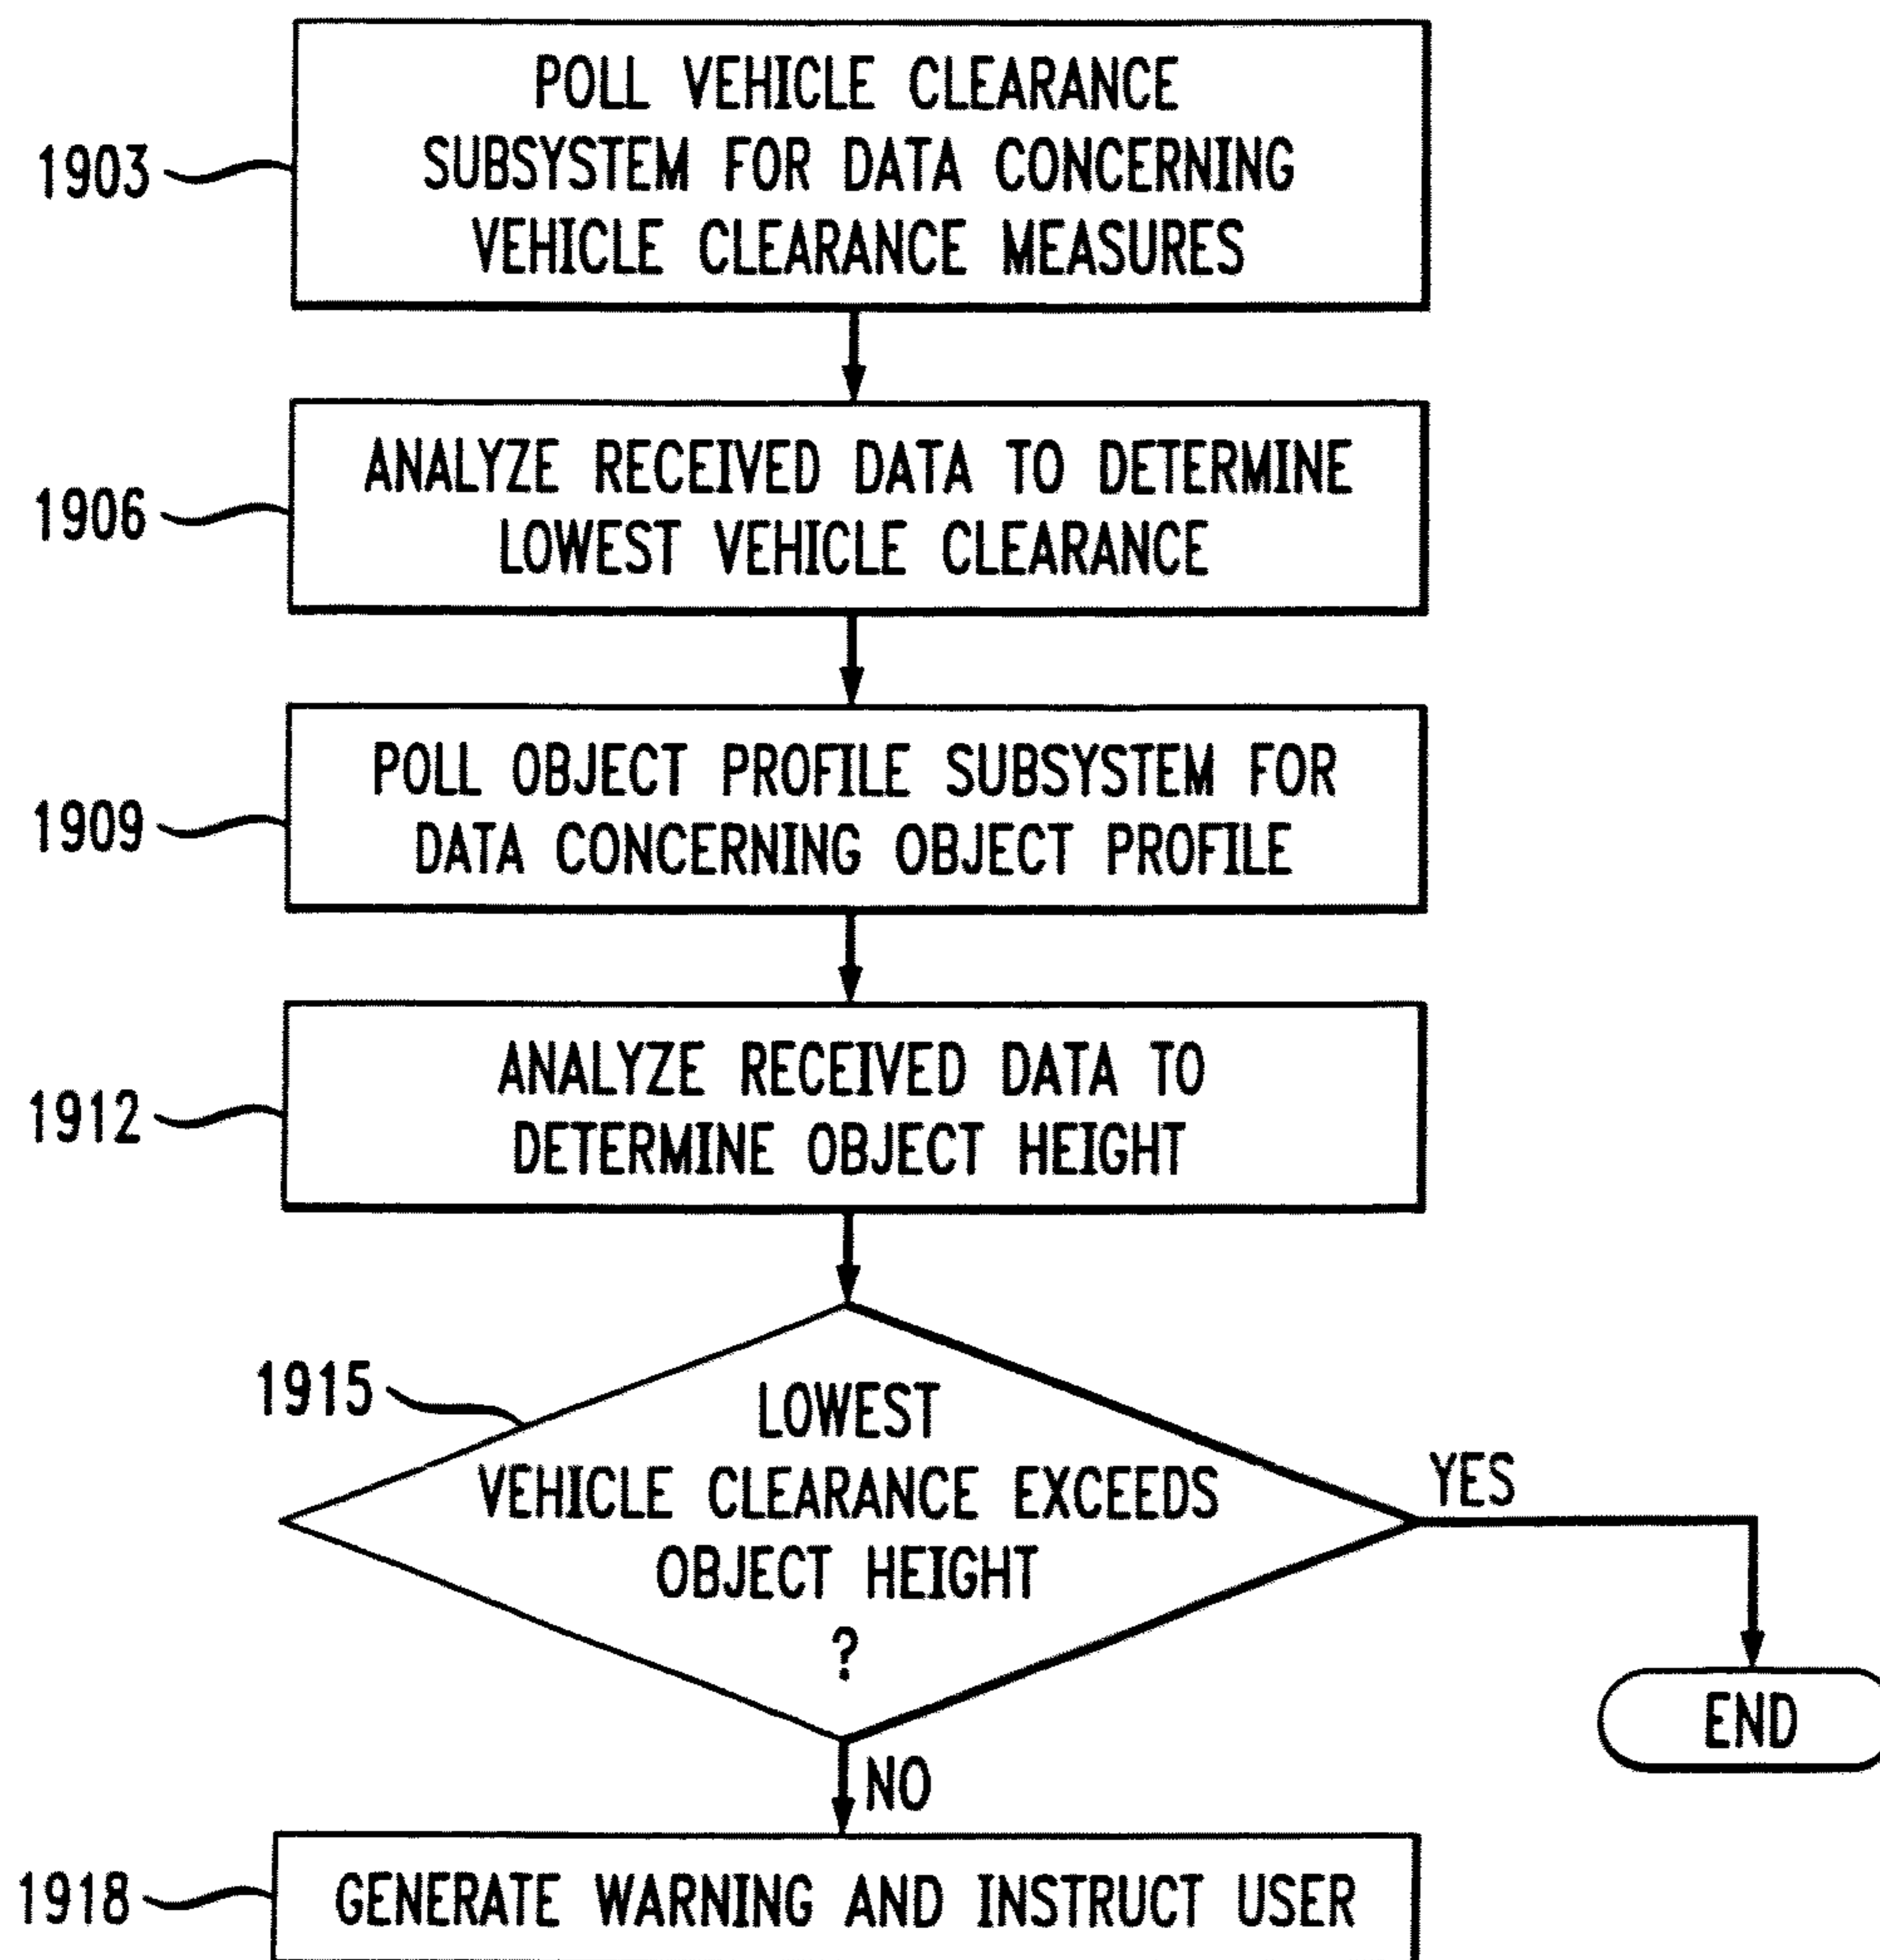 1903
POLL VEHICLE CLEARANCE
SUBSYSTEM FOR DATA CONCERNING
VEHICLE CLEARANCE MEASURES
1906
ANALYZE RECEIVED DATA TO DETERMINE
LOWEST VEHICLE CLEARANCE
1909
POLL OBJECT PROFILE SUBSYSTEM FOR
DATA CONCERNING OBJECT PROFILE
1912
ANALYZE RECEIVED DATA TO
DETERMINE OBJECT HEIGHT
1915
LOWEST
VEHICLE CLEARANCE EXCEEDS
OBJECT HEIGHT
?
YES
END
NO
1918
GENERATE WARNING AND INSTRUCT USER